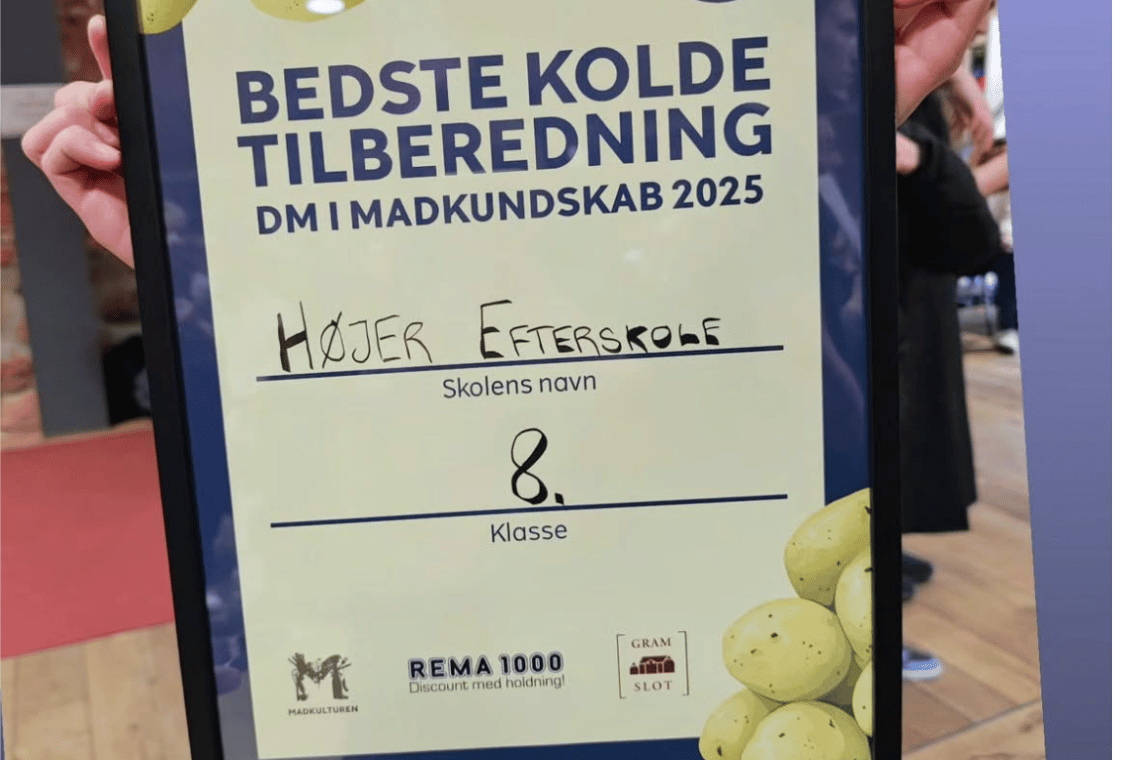 BEDSTE KOLDE
TILBEREDNING
DM I MADKUNDSKAB 2025
HØJER EFTERSKOLE
Skolens navn
8.
Klasse
MADKULTUREN
REMA 1000
Discount med holdning!
GRAM
SLOT